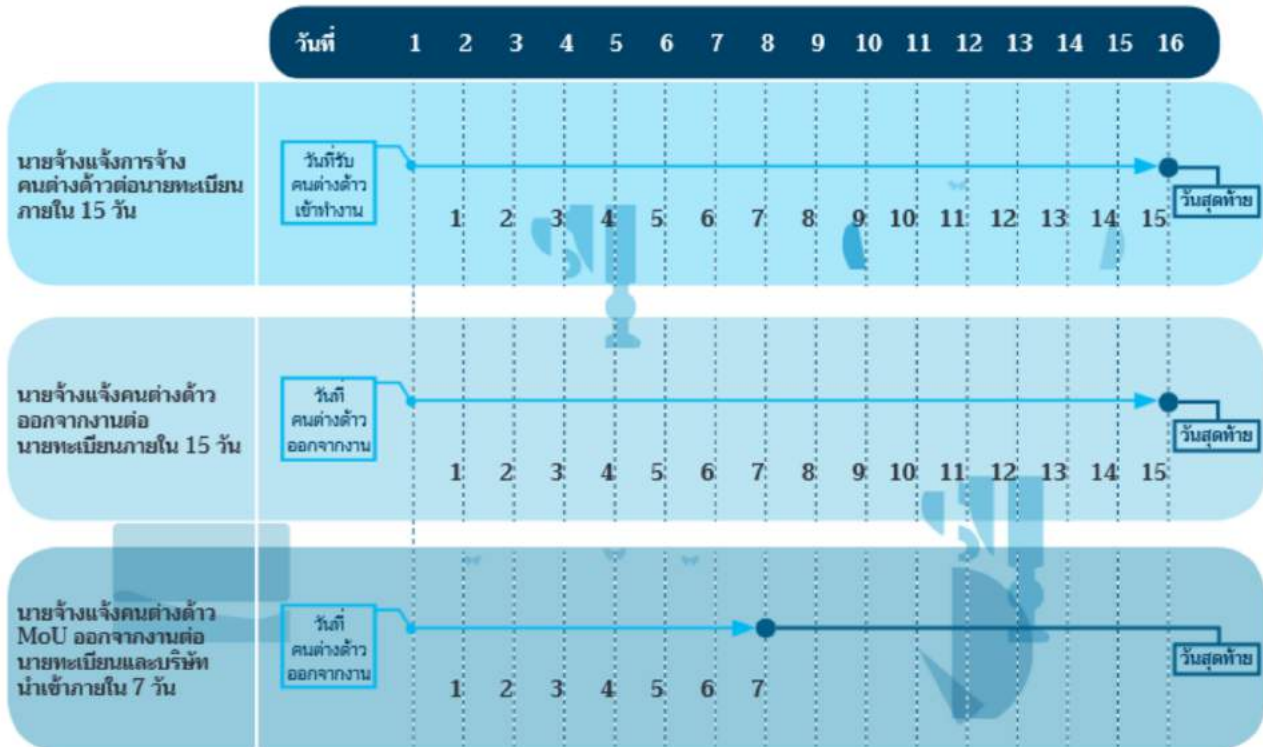 วันที่ 1 2 3 4 5 6 7 8 9 10 11 12 13 14 15 16
นายจ้างแจ้งการจ้าง
คนต่างด้าวต่อนายทะเบียน
ภายใน 15 วัน
วันที่รับ
คนต่างด้าว
เข้าทำงาน
วันสุดท้าย
1 2 3 4 5 6 7 8 9 10 11 12 13 14 15
นายจ้างแจ้งคนต่างด้าว
ออกจากงานต่อ
นายทะเบียนภายใน 15 วัน
วันที่
คนต่างด้าว
ออกจากงาน
วันสุดท้าย
1 2 3 4 5 6 7 8 9 10 11 12 13 14 15
นายจ้างแจ้งคนต่างด้าว
MoU ออกจากงานต่อ
นายทะเบียนและบริษัท
นำเข้าภายใน 7 วัน
วันที่
คนต่างด้าว
ออกจากงาน
วันสุดท้าย
1 2 3 4 5 6 7